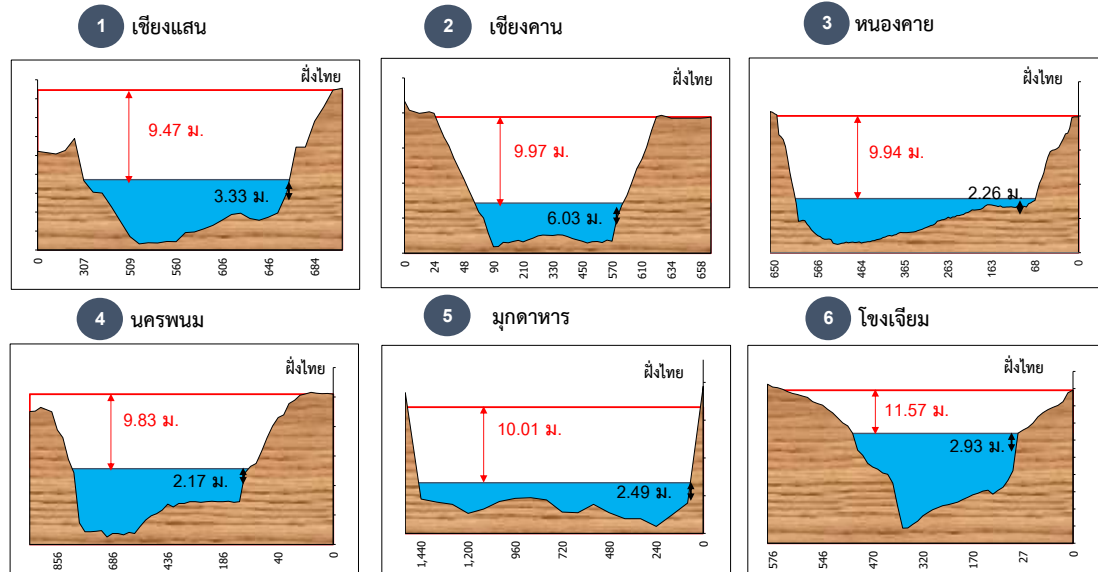 1 เชียงแสน
2 เชียงคาน
3 หนองคาย
ฝั่งไทย
9.47 ม.
3.33 ม.
0 307 509 560 606 646 684
ฝั่งไทย
9.97 ม.
6.03 ม.
0 24 48 90 210 330 450 570 610 634 658
ฝั่งไทย
9.94 ม.
2.26 ม.
650 566 464 365 263 163 68 0
4 นครพนม
5 มุกดาหาร
6 โขงเจียม
ฝั่งไทย
9.83 ม.
2.17 ม.
856 686 436 186 40 0
ฝั่งไทย
10.01 ม.
2.49 ม.
1,440 1,200 960 720 480 240 0
ฝั่งไทย
11.57 ม.
2.93 ม.
576 546 470 320 170 27 0